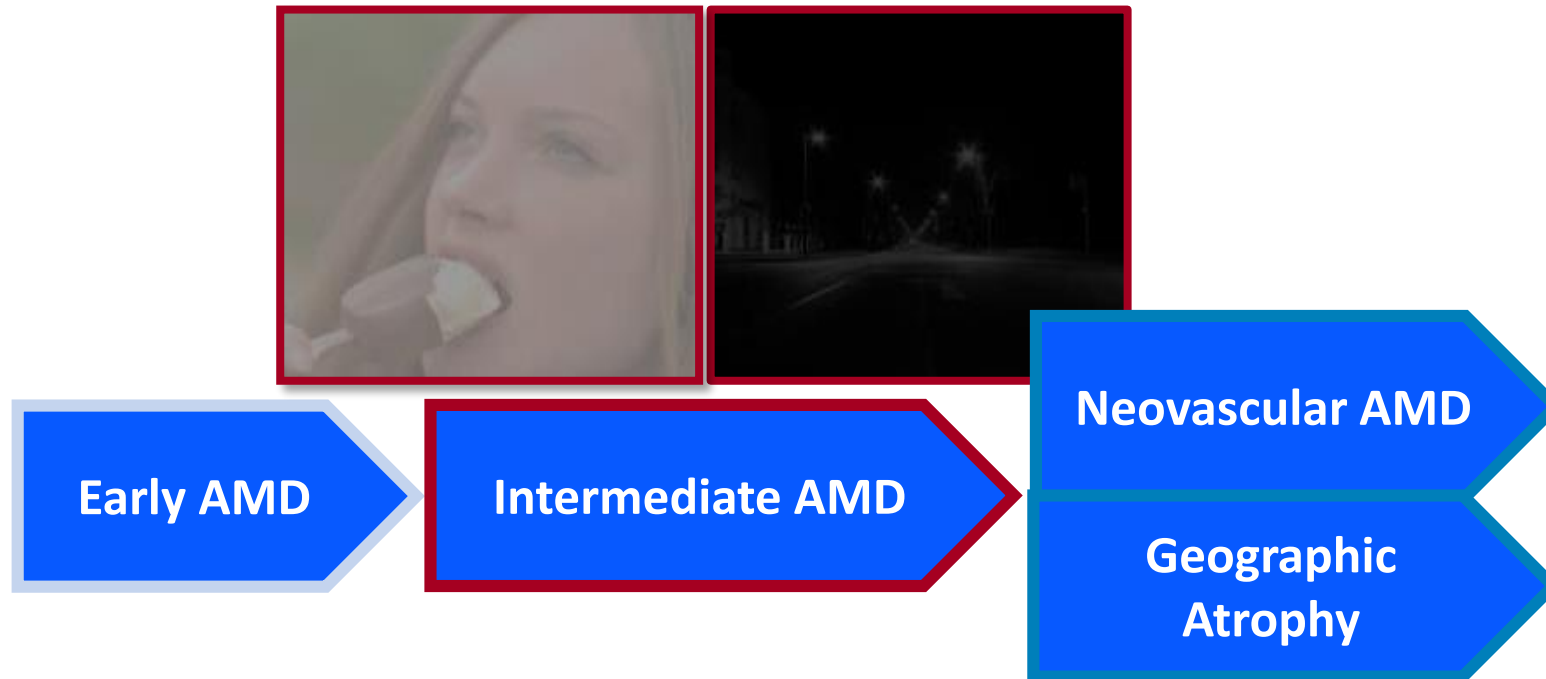 Early AMD
Intermediate AMD
Neovascular AMD
Geographic
Atrophy